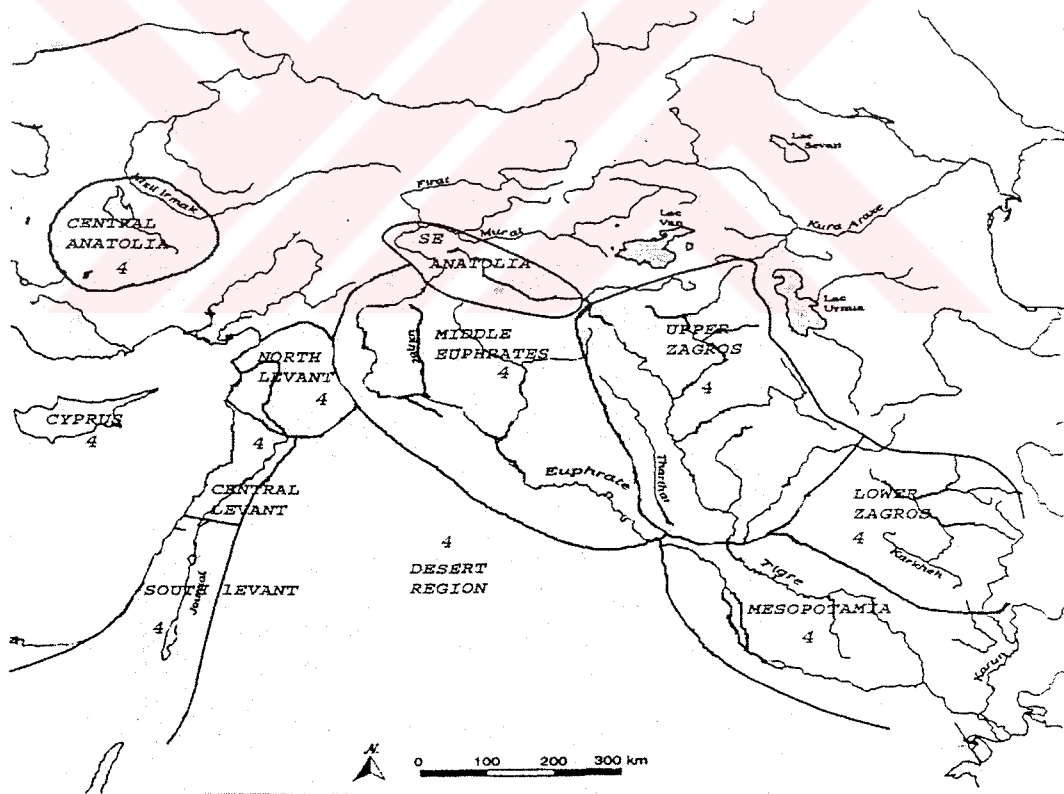 Lac
Sevan
Kızıl Irmak
Firat
CENTRAL
ANATOLIA
4
SE
ANATOLIA
Murat
Lac
Van
Kura Araxe
Lac
Urmia
NORTH
LEVANT
4
MIDDLE
EUPHRATES
4
UPPER
ZAGROS
4
CYPRUS
4
4
CENTRAL
LEVANT
Euphrate
Tharthar
LOWER
ZAGROS
4
Karkheh
4
DESERT
REGION
Tigre
SOUTH LEVANT
4
MESOPOTAMIA
4
Karun
N
0 100 200 300 km